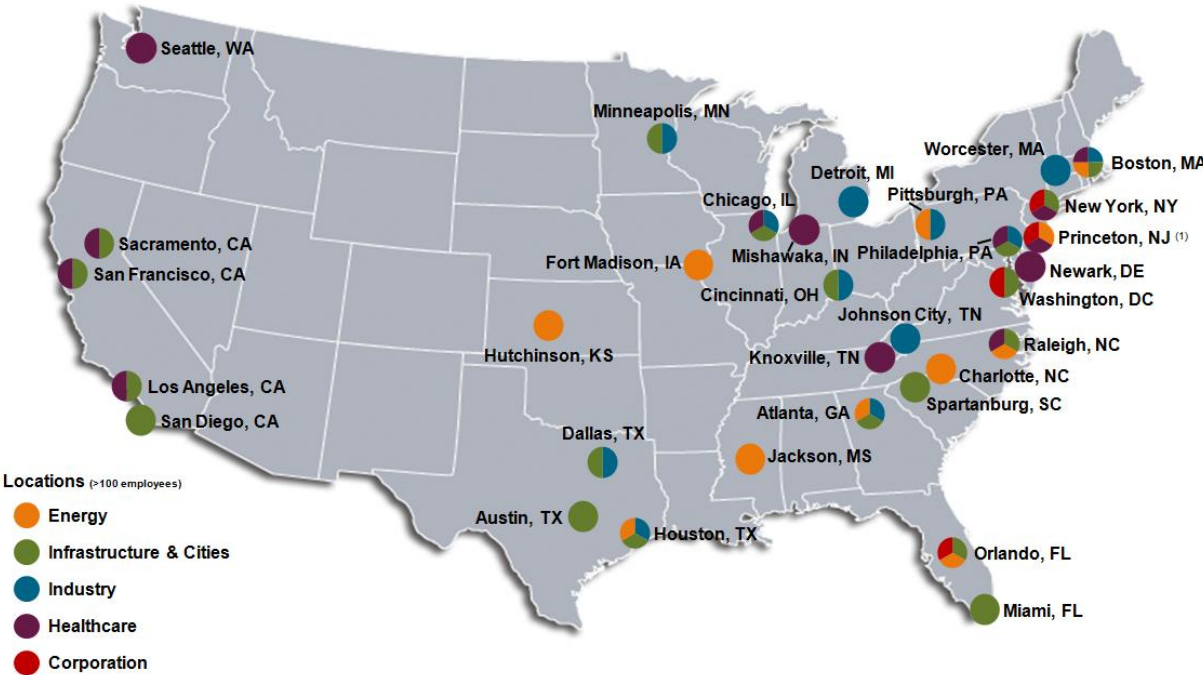 Seattle, WA
Minneapolis, MN
Worcester, MA
Boston, MA
Detroit, MI
Pittsburgh, PA
Chicago, IL
New York, NY
Sacramento, CA
Princeton, NJ (1)
Mishawaka, IN
Philadelphia, PA
Fort Madison, IA
San Francisco, CA
Newark, DE
Cincinnati, OH
Washington, DC
Johnson City, TN
Raleigh, NC
Hutchinson, KS
Knoxville, TN
Charlotte, NC
Los Angeles, CA
Spartanburg, SC
Atlanta, GA
San Diego, CA
Dallas, TX
Jackson, MS
Austin, TX
Houston, TX
Orlando, FL
Miami, FL
Locations (>100 employees)
Energy
Infrastructure & Cities
Industry
Healthcare
Corporation